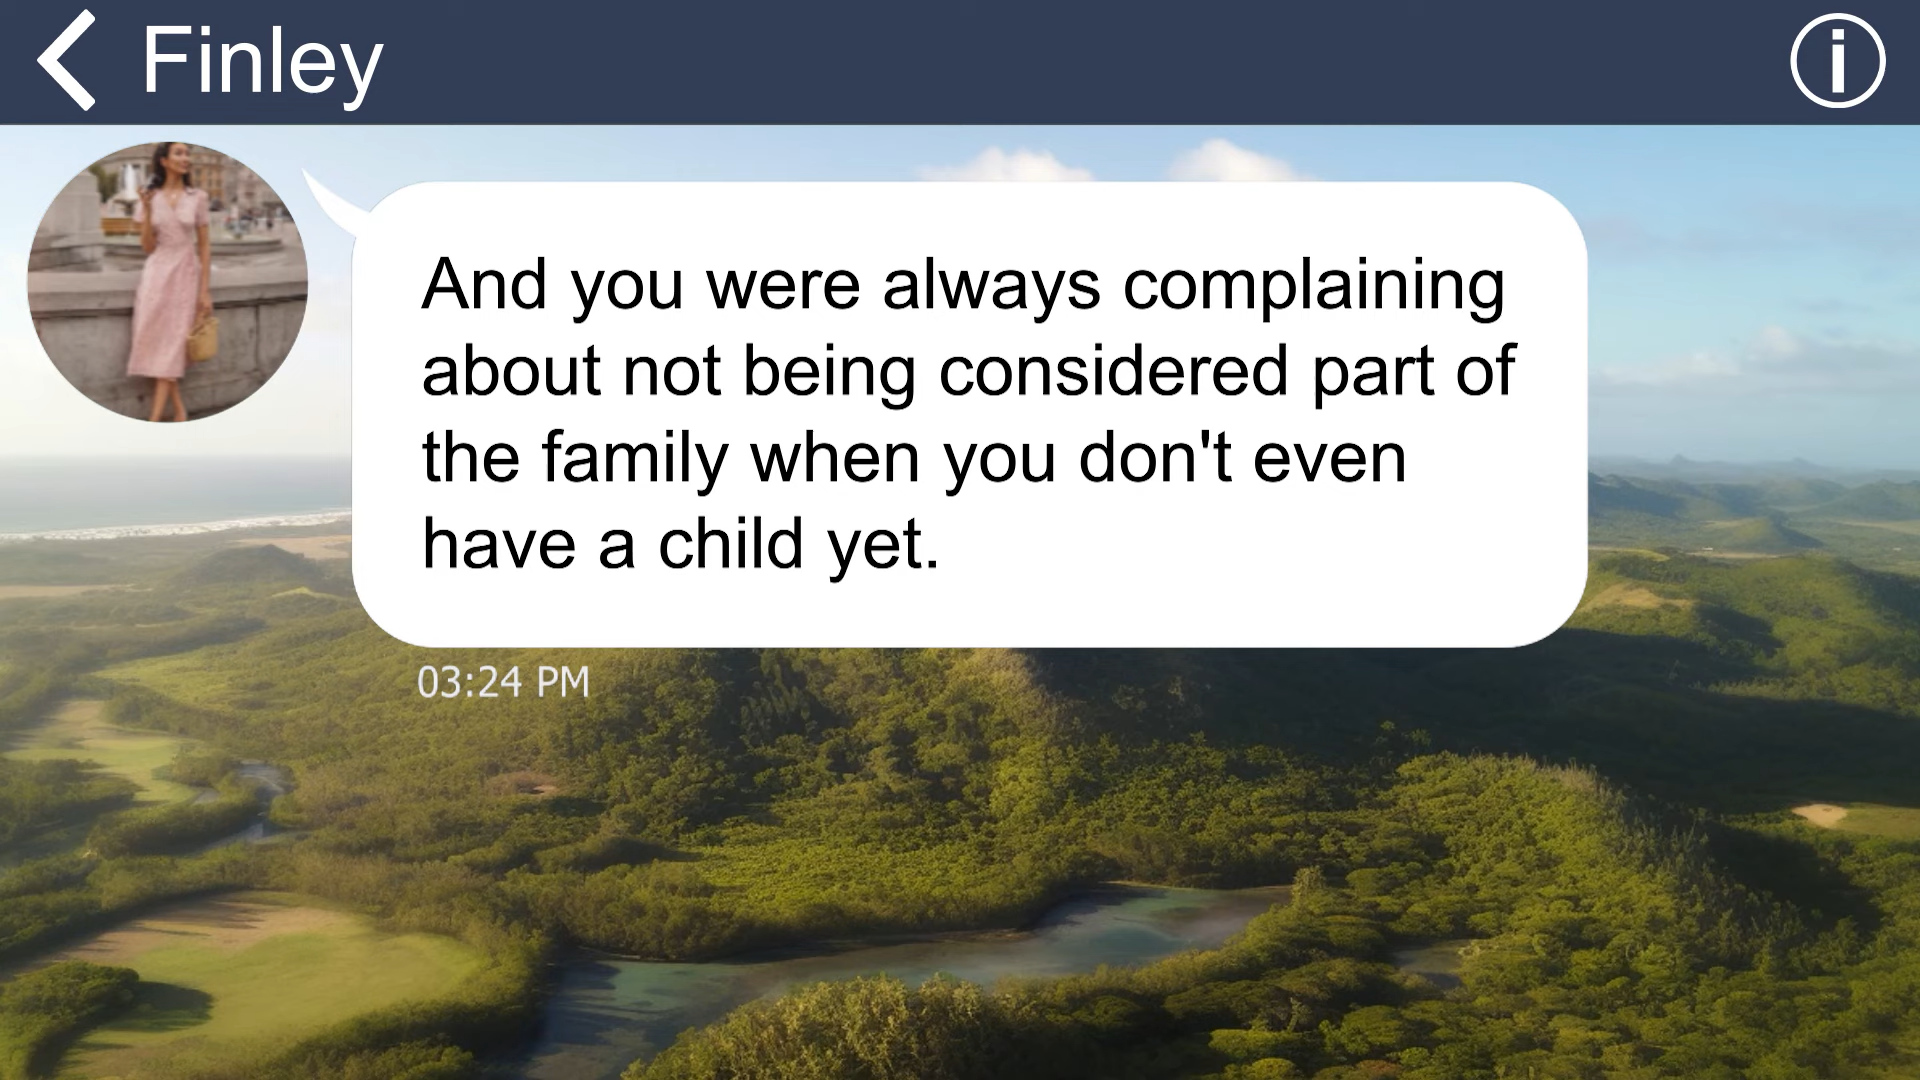 Finley
And you were always complaining
about not being considered part of
the family when you don't even
have a child yet.
03:24 PM